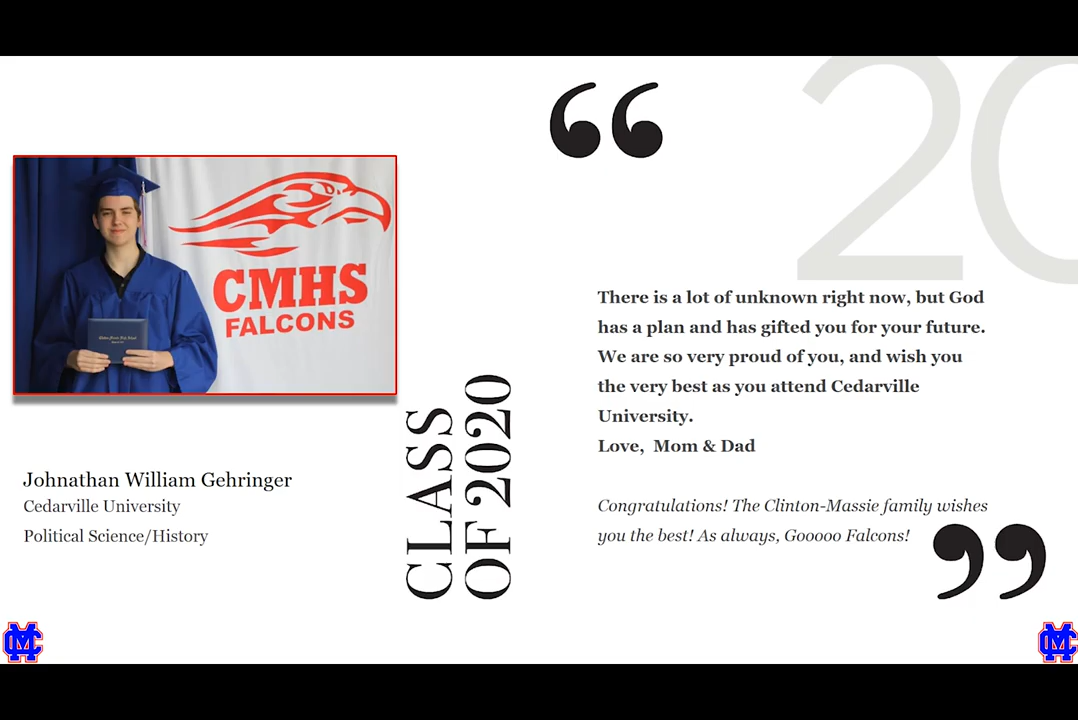 CMHS
FALCONS
Johnathan William Gehringer
Cedarville University
Political Science/History
CLASS
OF 2020
20
“
There is a lot of unknown right now, but God
has a plan and has gifted you for your future.
We are so very proud of you, and wish you
the very best as you attend Cedarville
University.
Love,  Mom & Dad
Congratulations! The Clinton-Massie family wishes
you the best! As always, Gooooo Falcons!
”
CM
CM